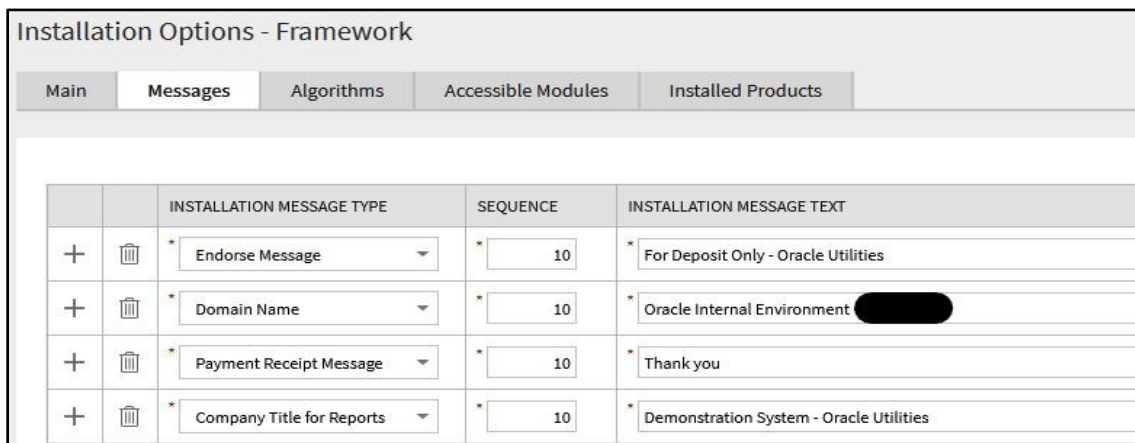 Installation Options - Framework
Main Messages Algorithms Accessible Modules Installed Products
INSTALLATION MESSAGE TYPE SEQUENCE INSTALLATION MESSAGE TEXT
* Endorse Message * 10 * For Deposit Only - Oracle Utilities
* Domain Name * 10 * Oracle Internal Environment
* Payment Receipt Message * 10 * Thank you
* Company Title for Reports * 10 * Demonstration System - Oracle Utilities